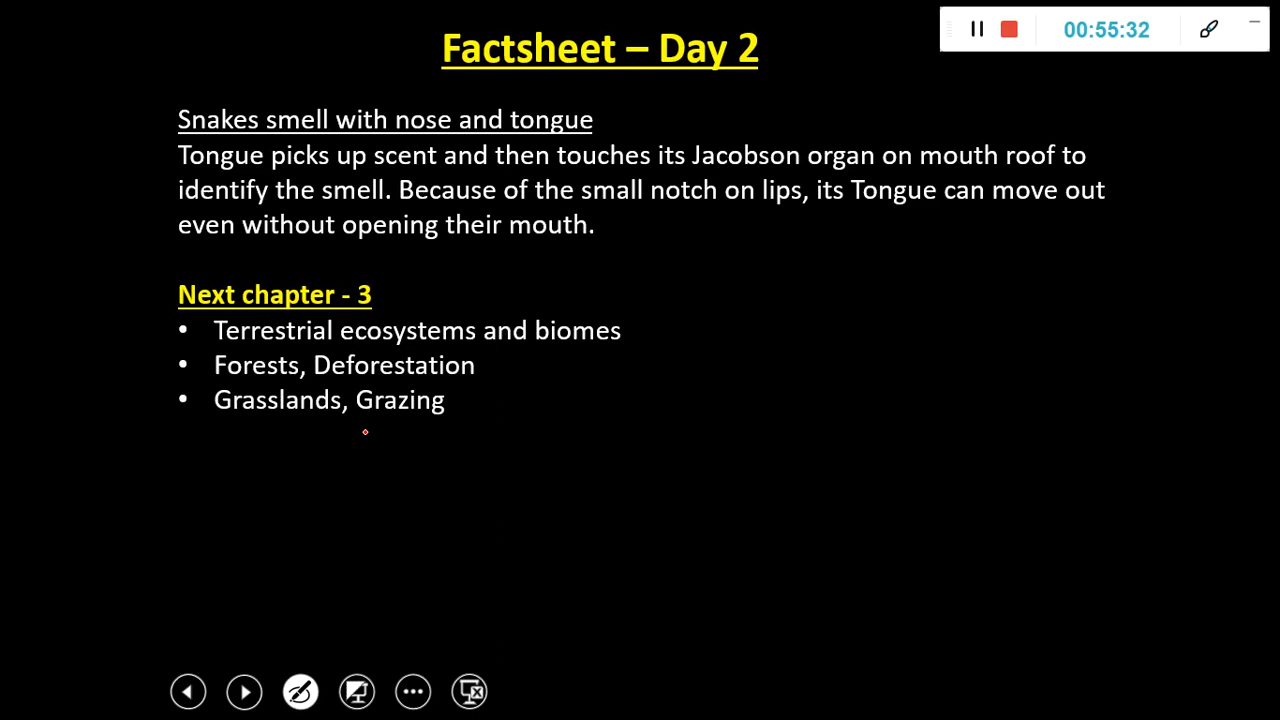 Factsheet – Day 2
00:55:32
Snakes smell with nose and tongue
Tongue picks up scent and then touches its Jacobson organ on mouth roof to
identify the smell. Because of the small notch on lips, its Tongue can move out
even without opening their mouth.
Next chapter - 3
• Terrestrial ecosystems and biomes
• Forests, Deforestation
• Grasslands, Grazing